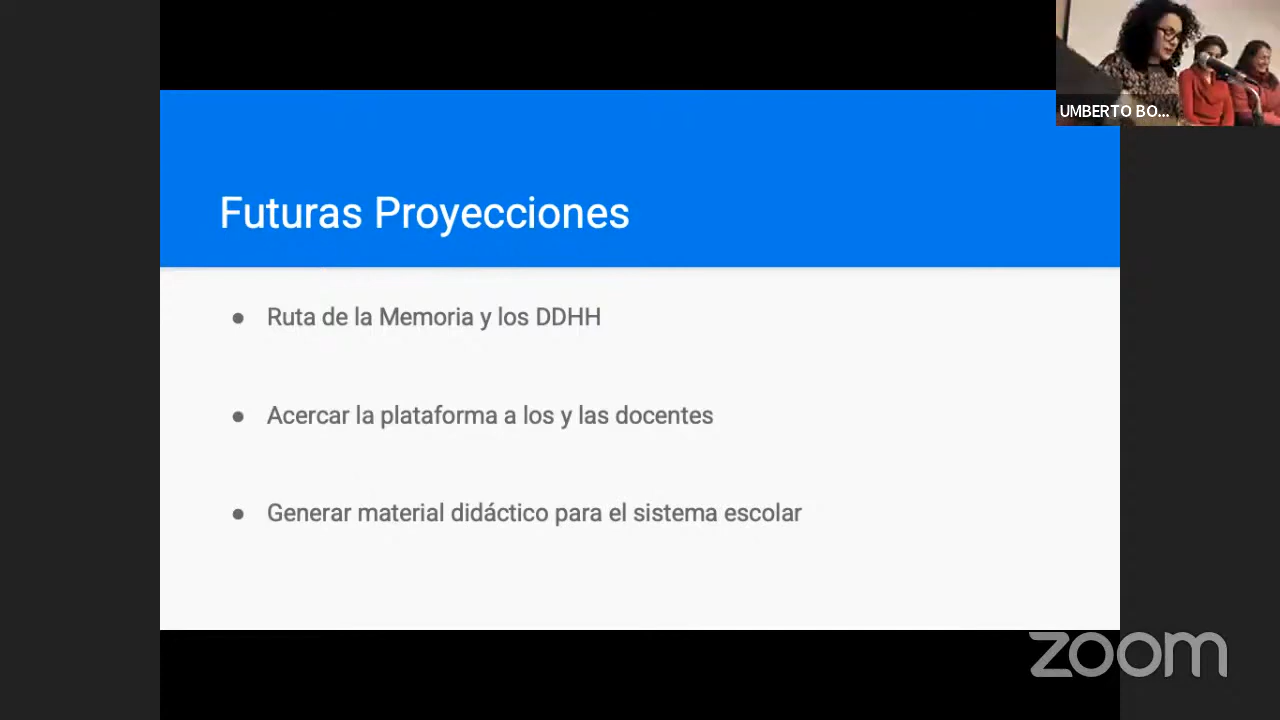 UMBERTO BO...
Futuras Proyecciones
● Ruta de la Memoria y los DDHH
● Acercar la plataforma a los y las docentes
● Generar material didáctico para el sistema escolar
zoom